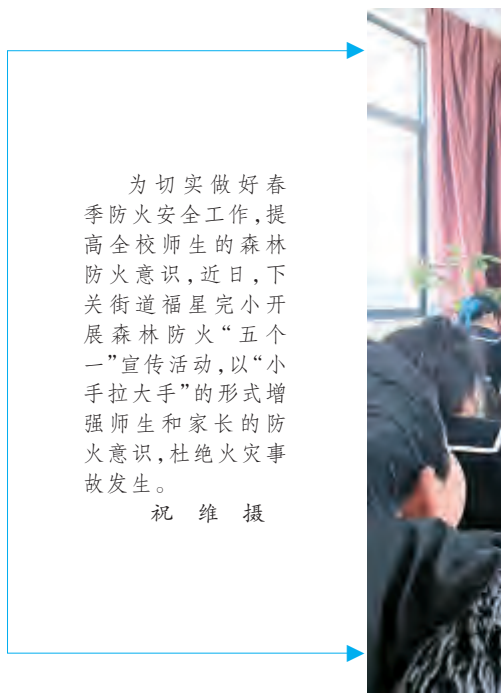 为切实做好春
季防火安全工作,提
高全校师生的森林
防火意识,近日,下
关街道福星完小开
展森林防火“五个
一”宣传活动,以“小
手拉大手”的形式增
强师生和家长的防
火意识,杜绝火灾事
故发生。
祝维摄